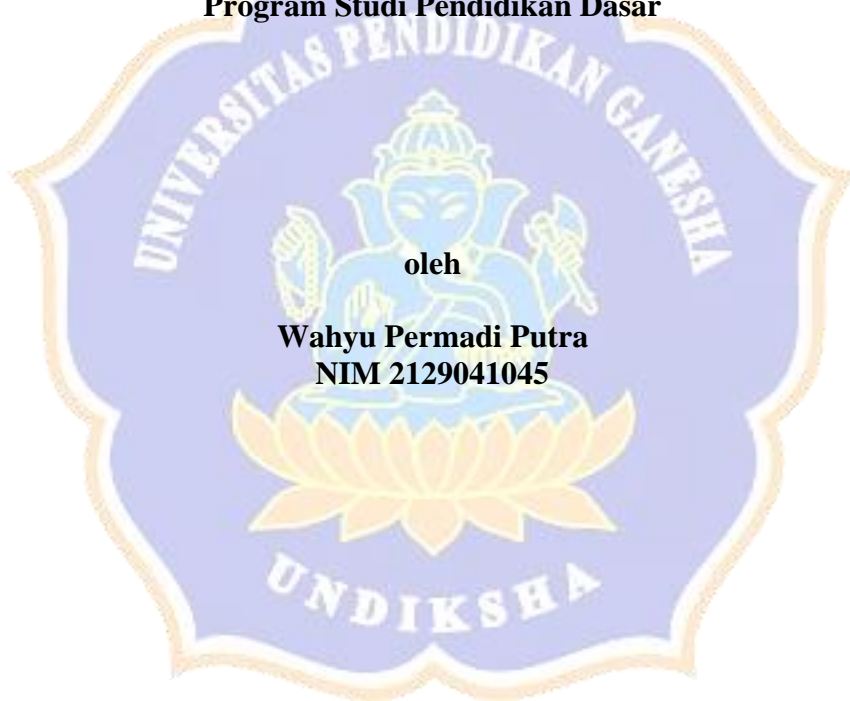 Program Studi Pendidikan Dasar
UNIVERSITAS PENDIDIKAN GANESHA
oleh
Wahyu Permadi Putra
NIM 2129041045
UNDIKSHA